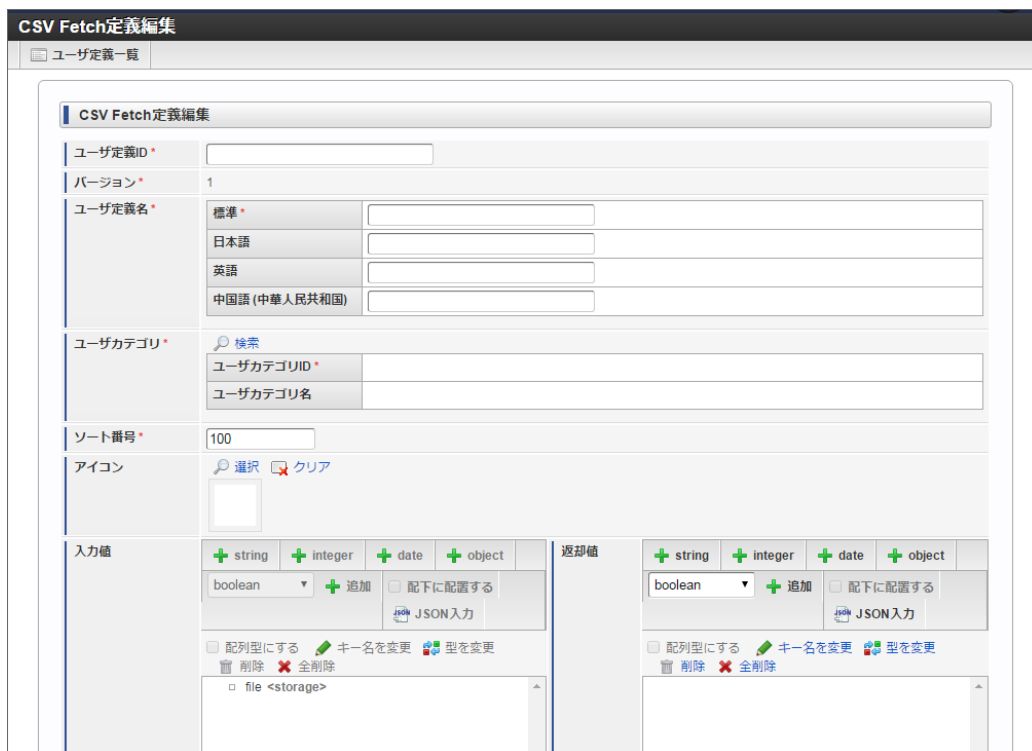 CSV Fetch定義編集
ユーザ定義一覧
CSV Fetch定義編集
ユーザ定義ID *
バージョン * 1
ユーザ定義名 * 標準 *
日本語
英語
中国語 (中華人民共和国)
ユーザカテゴリ * 検索
ユーザカテゴリID *
ユーザカテゴリ名
ソート番号 * 100
アイコン 選択 クリア
入力値 string integer date object 返却値 string integer date object
boolean 追加 配下に配置する boolean 追加 配下に配置する
JSON入力 JSON入力
配列型にする キー名を変更 型を変更 配列型にする キー名を変更 型を変更
削除 全削除 削除 全削除
file <storage>